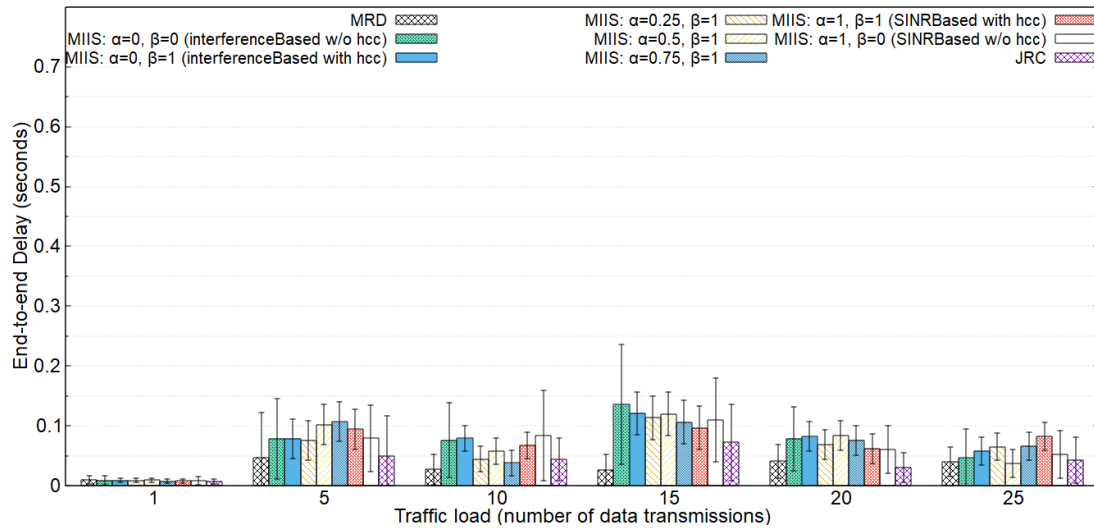 MRD
MIIS: α=0, β=0 (interferenceBased w/o hcc)
MIIS: α=0, β=1 (interferenceBased with hcc)
MIIS: α=0.25, β=1
MIIS: α=0.5, β=1
MIIS: α=0.75, β=1
MIIS: α=1, β=1 (SINRBased with hcc)
MIIS: α=1, β=0 (SINRBased w/o hcc)
JRC
End-to-end Delay (seconds)
0.7
0.6
0.5
0.4
0.3
0.2
0.1
0
1 5 10 15 20 25
Traffic load (number of data transmissions)